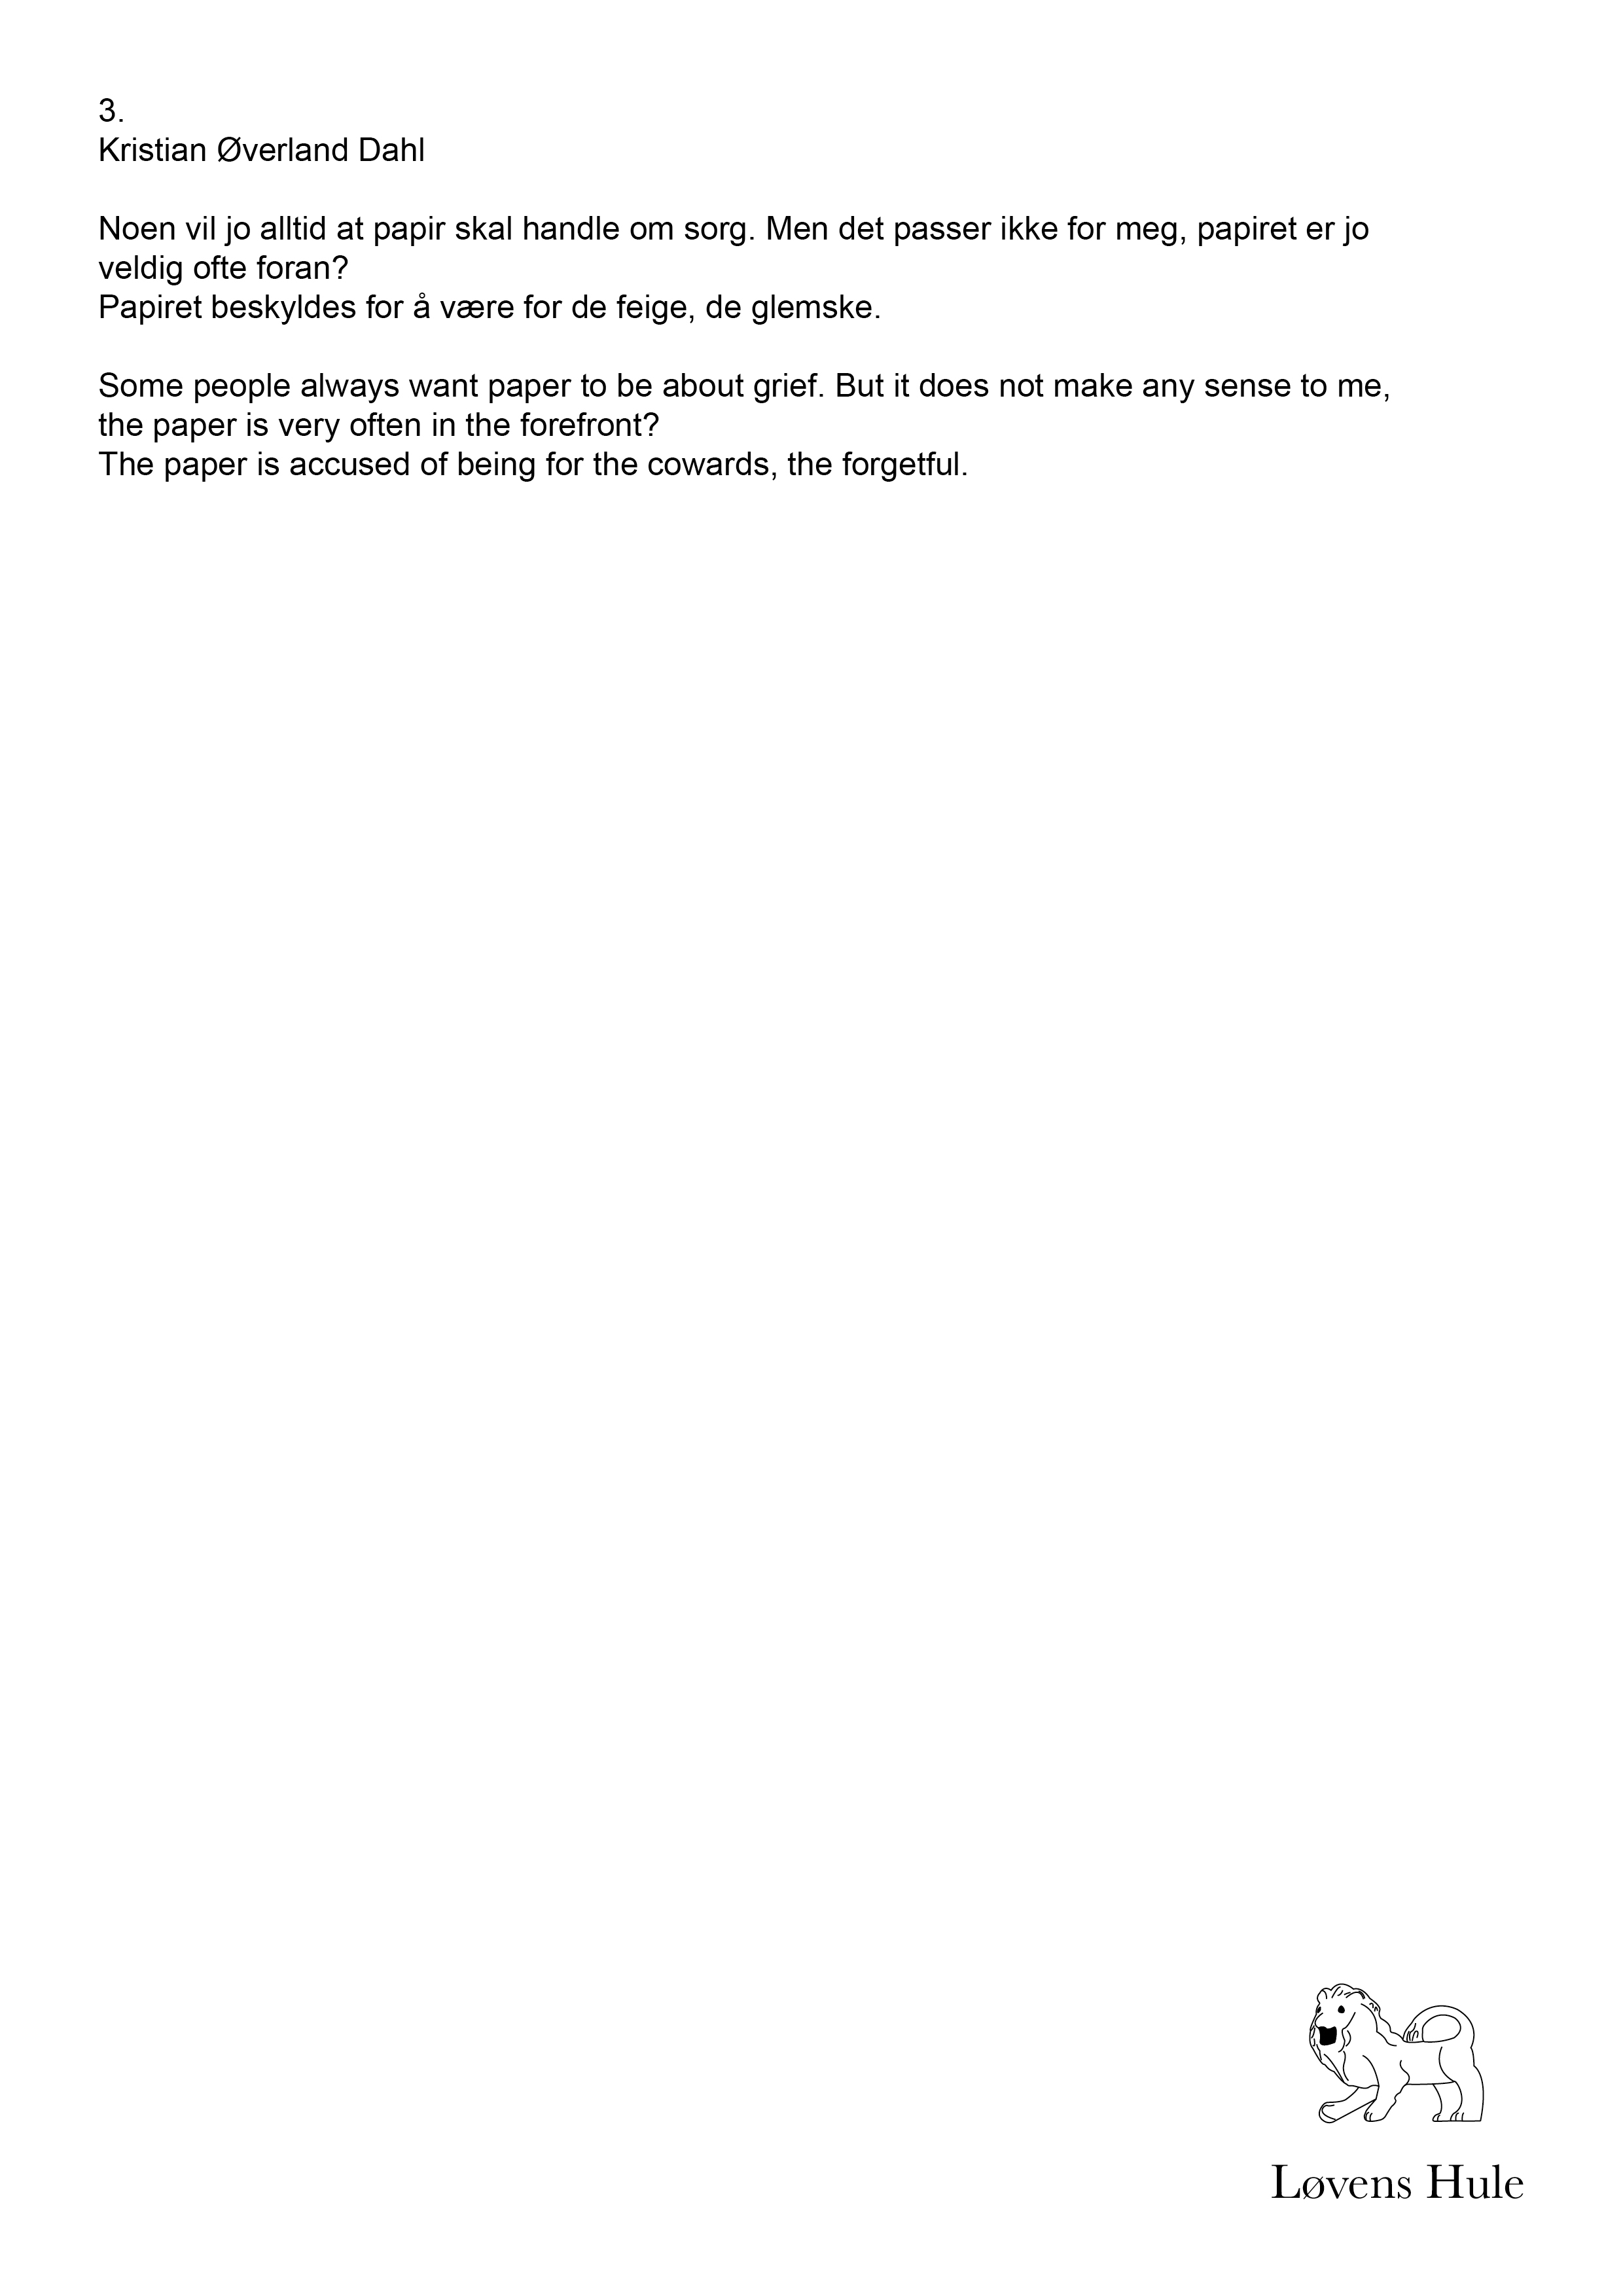 3.
Kristian Øverland Dahl
Noen vil jo alltid at papir skal handle om sorg. Men det passer ikke for meg, papiret er jo
veldig ofte foran?
Papiret beskyldes for å være for de feige, de glemske.
Some people always want paper to be about grief. But it does not make any sense to me,
the paper is very often in the forefront?
The paper is accused of being for the cowards, the forgetful.
Løvens Hule